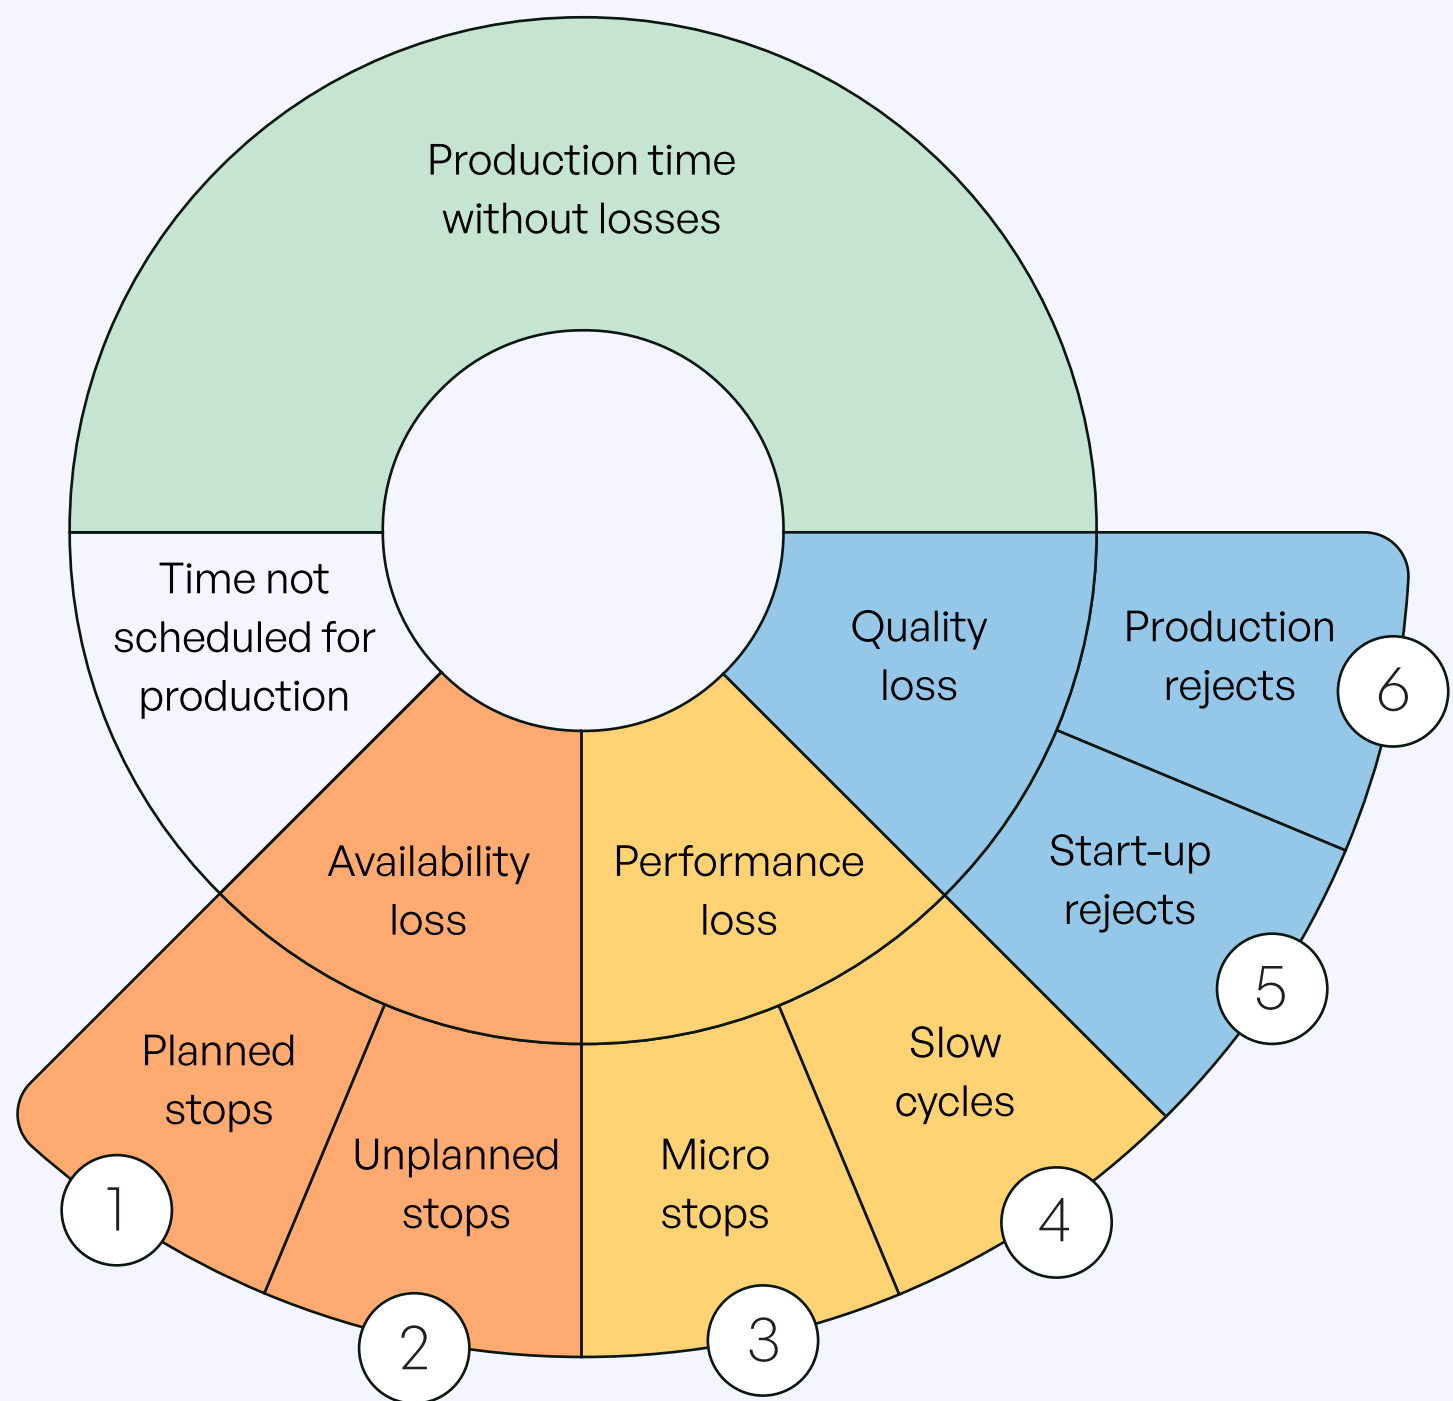 Production time
without losses
Time not
scheduled for
production
Quality
loss
Production
rejects
6
Availability
loss
Performance
loss
Start-up
rejects
5
Planned
stops
1
Unplanned
stops
2
Micro
stops
3
Slow
cycles
4